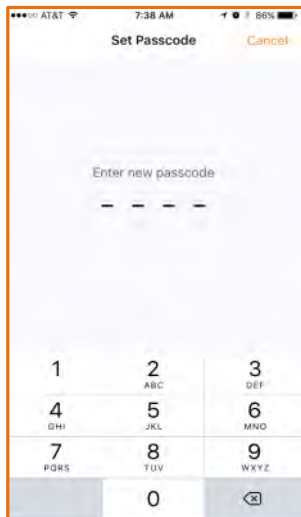 AT&T 7:38 AM 86%
Set Passcode Cancel
Enter new passcode
1 2 3
ABC DEF
4 5 6
GHI JKL MNO
7 8 9
PQRS TUV WXYZ
0